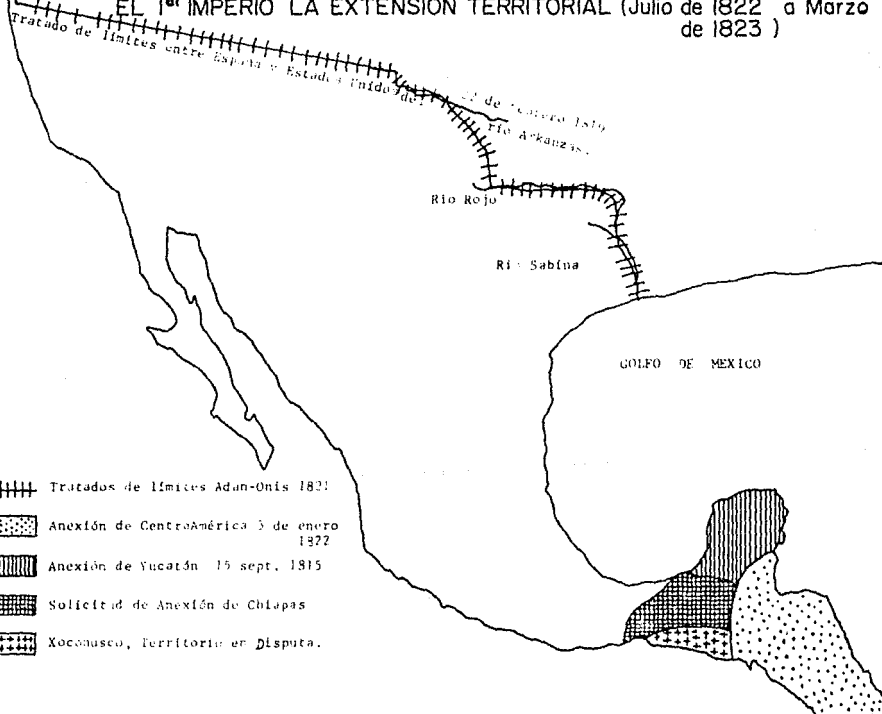 EL 1er IMPERIO LA EXTENSION TERRITORIAL (Julio de 1822 a Marzo
de 1823 )
Tratado de límites entre España y Estados Unidos del 22 de febrero 1819
río Arkanzas.
Rio Rojo
Rio Sabina
GOLFO DE MEXICO
Tratados de límites Adan-Onis 1821
Anexión de CentroAmérica 5 de enero
1822
Anexión de Yucatán 15 sept. 1815
Solicitud de Anexión de Chiapas
Xoconusco, Territorio en Disputa.